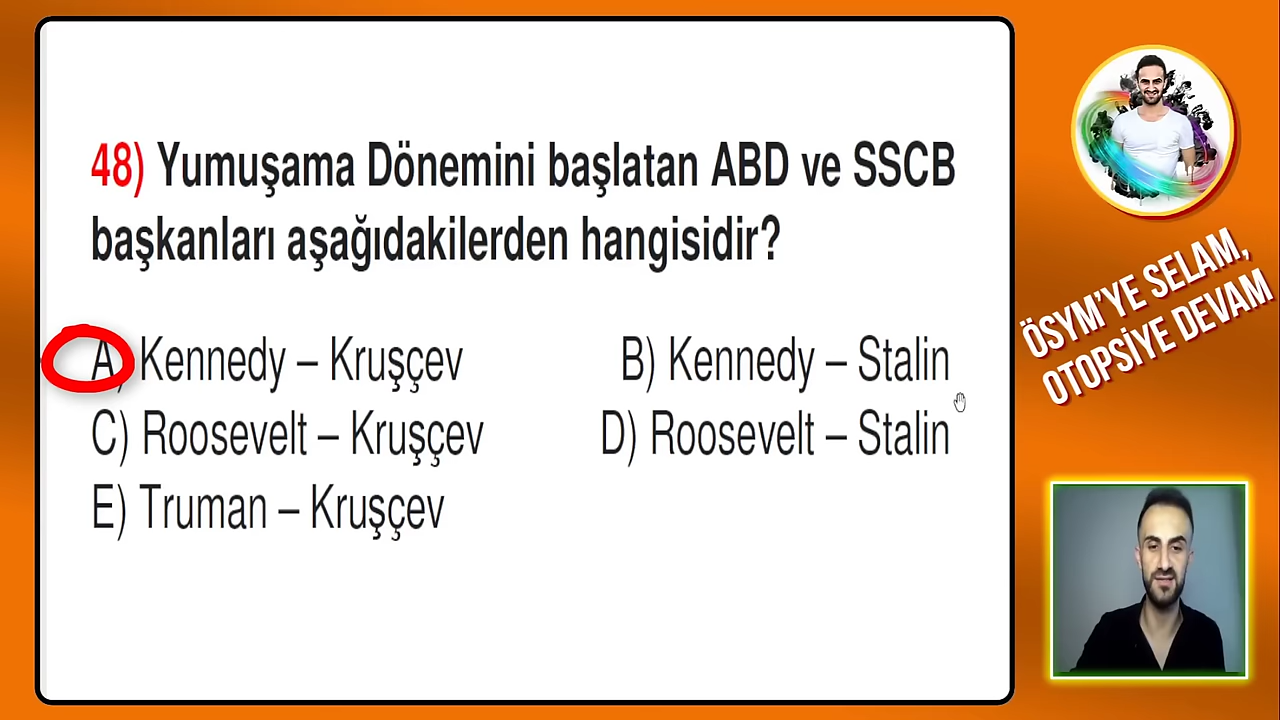 48) Yumuşama Dönemini başlatan ABD ve SSCB
başkanları aşağıdakilerden hangisidir?
A) Kennedy – Kruşçev
B) Kennedy – Stalin
C) Roosevelt – Kruşçev
D) Roosevelt – Stalin
E) Truman – Kruşçev
ÖSYM'YE SELAM,
OTOPSİYE DEVAM